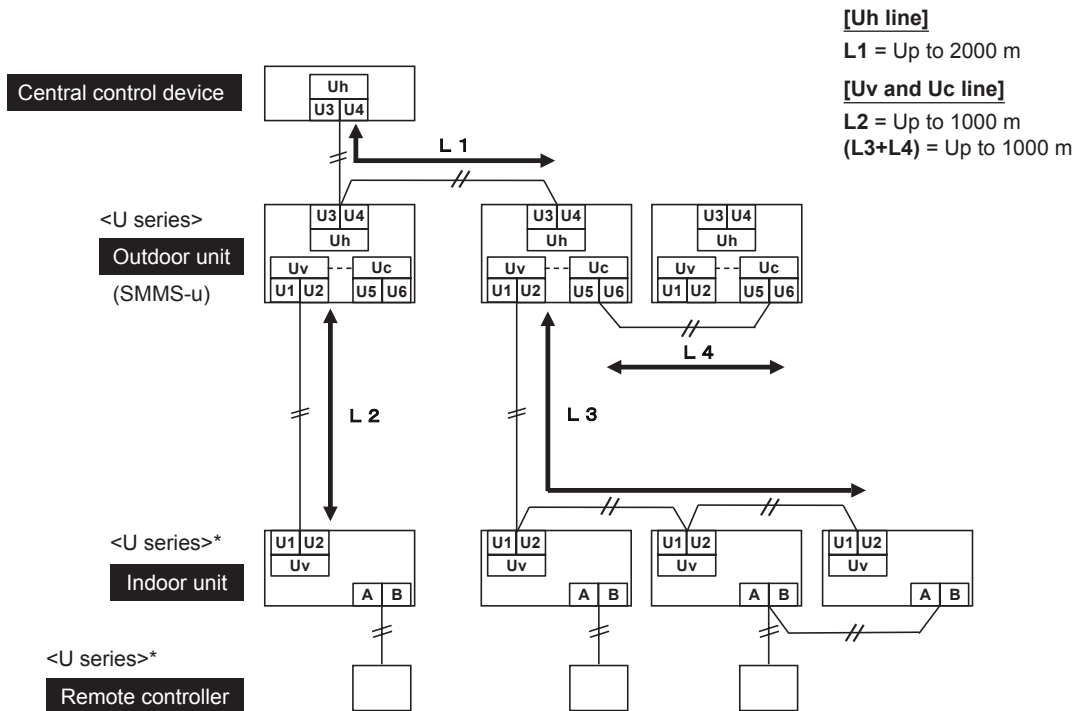 [Uh line]
L1 = Up to 2000 m
[Uv and Uc line]
L2 = Up to 1000 m
(L3+L4) = Up to 1000 m
Central control device
Uh
U3 U4
L 1
<U series>
Outdoor unit
(SMMS-u)
U3 U4
Uh
Uv Uc
U1 U2 U5 U6
U3 U4
Uh
Uv Uc
U1 U2 U5 U6
U3 U4
Uh
Uv Uc
U1 U2 U5 U6
L 4
L 2
L 3
<U series>*
Indoor unit
U1 U2
Uv
A B
U1 U2
Uv
A B
U1 U2
Uv
A B
U1 U2
Uv
A B
<U series>*
Remote controller